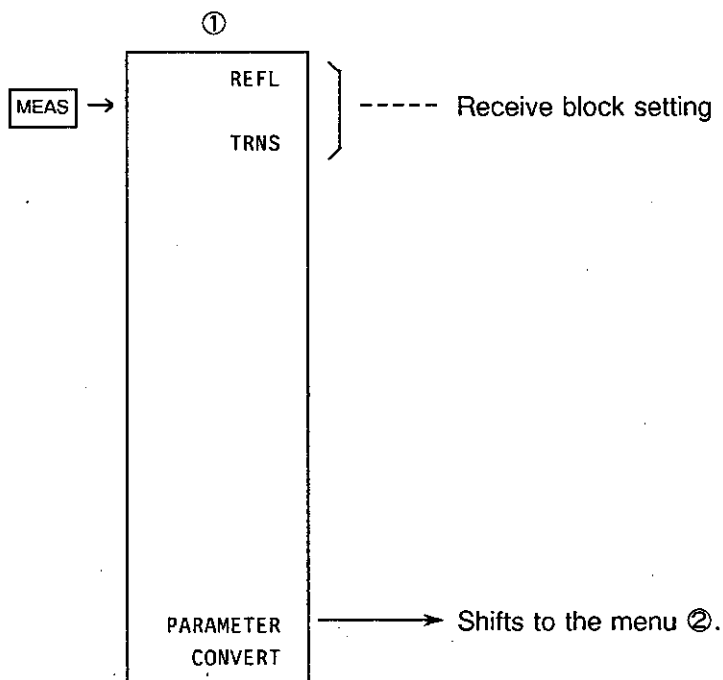 ①
REFL
MEAS → ----- Receive block setting
TRNS
PARAMETER → Shifts to the menu ②.
CONVERT